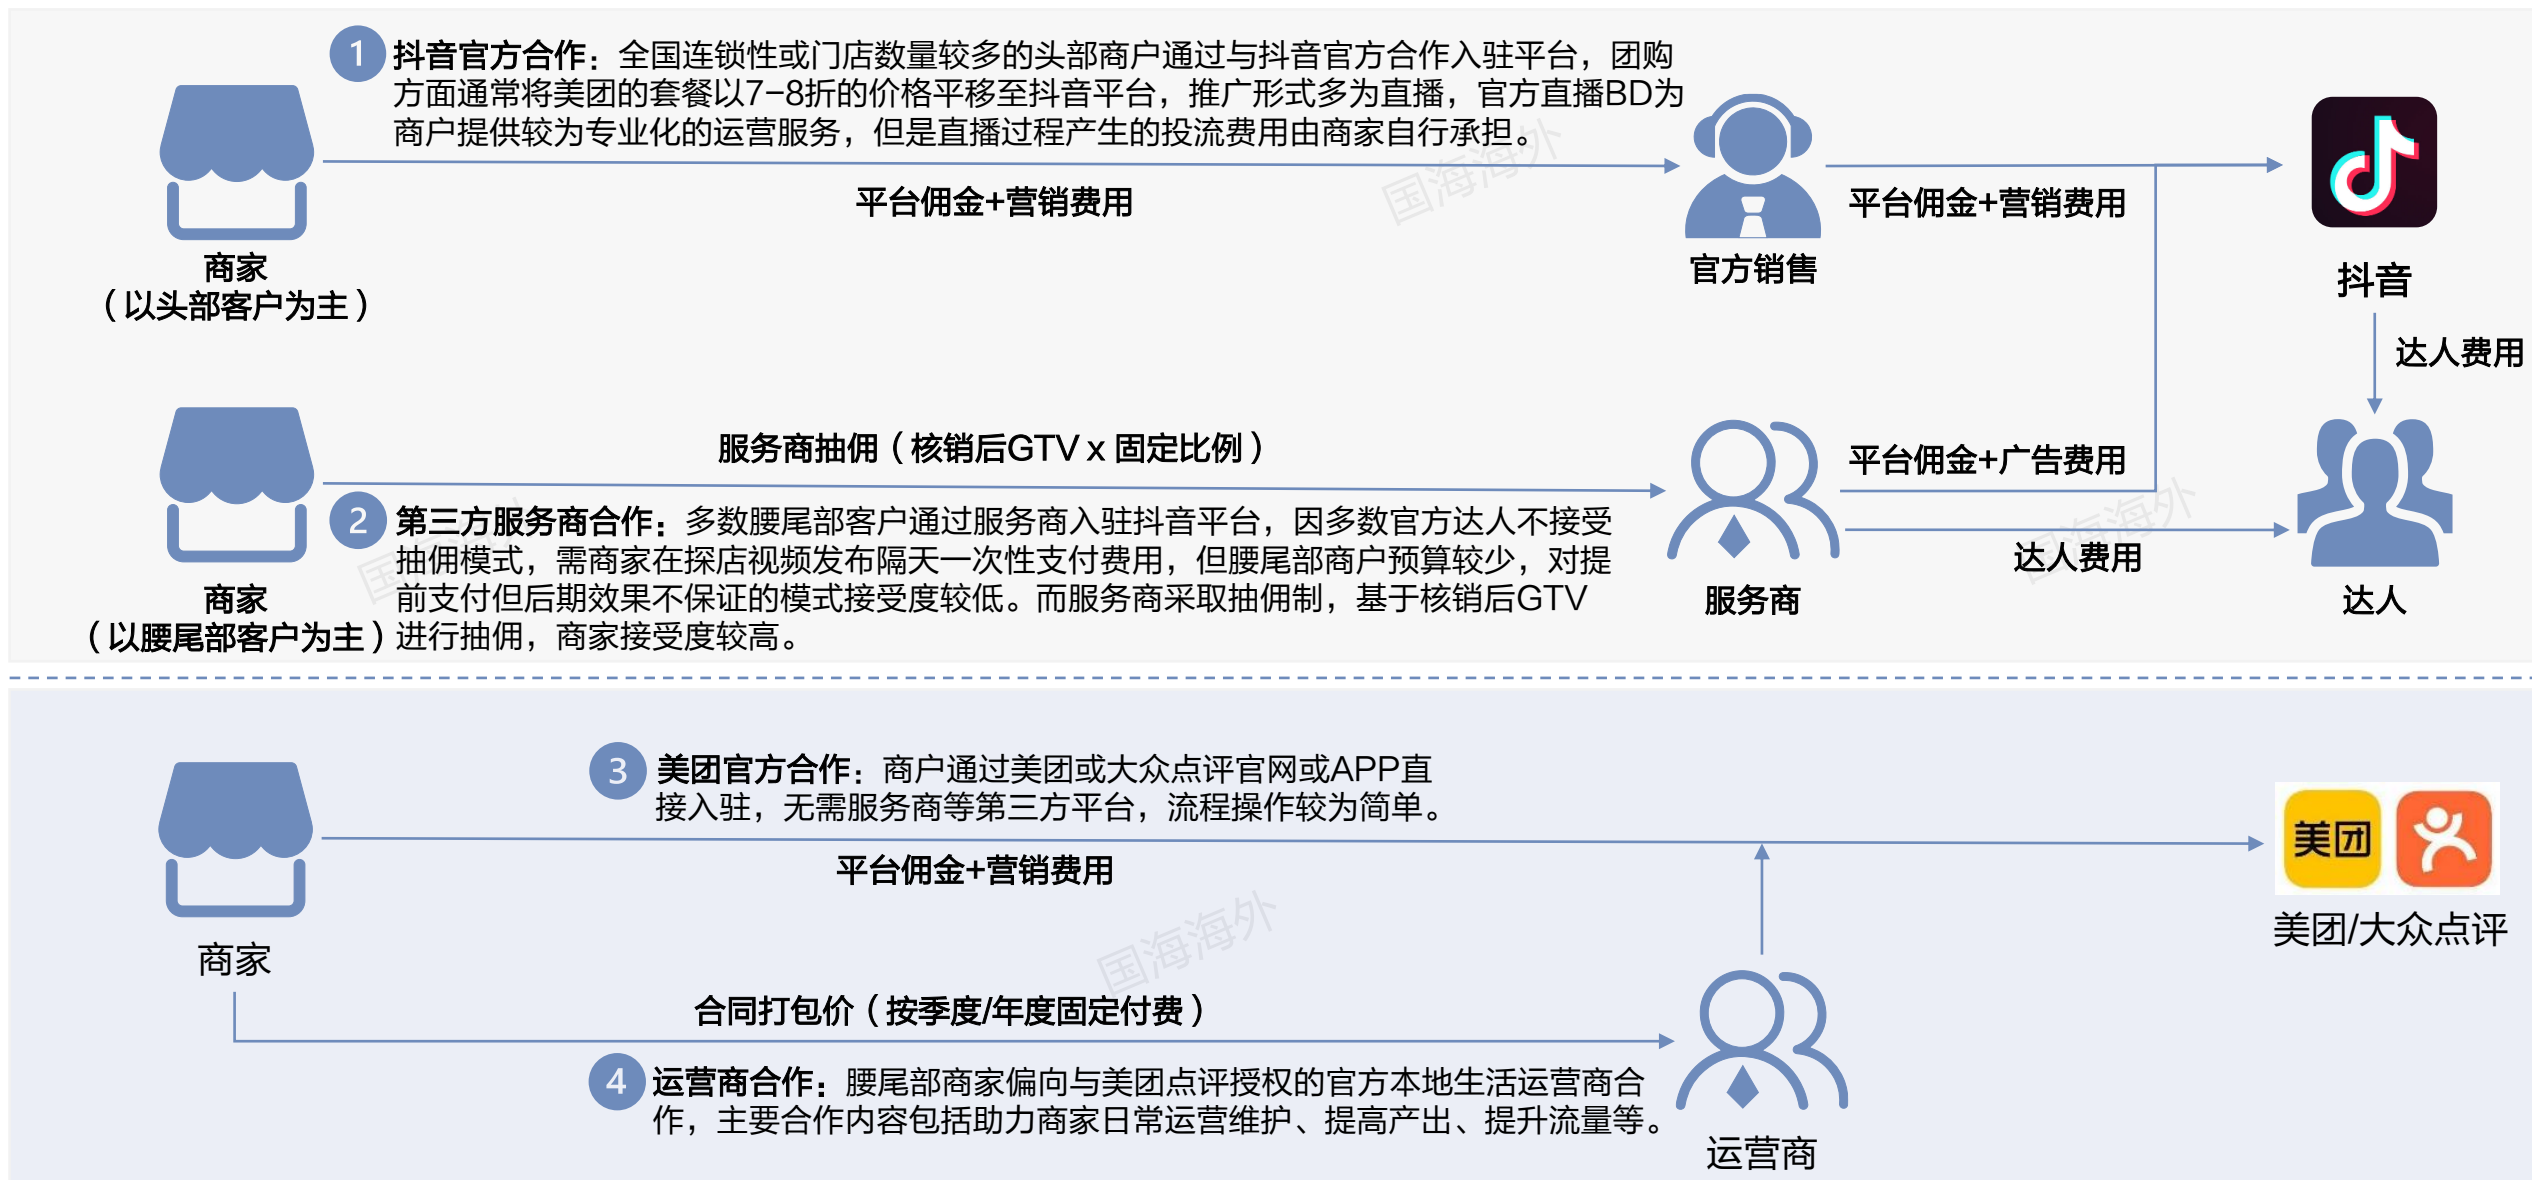 1 抖音官方合作：全国连锁性或门店数量较多的头部商户通过与抖音官方合作入驻平台，团购
方面通常将美团的套餐以7-8折的价格平移至抖音平台，推广形式多为直播，官方直播BD为
商户提供较为专业化的运营服务，但是直播过程产生的投流费用由商家自行承担。
平台佣金+营销费用
平台佣金+营销费用
商家
（以头部客户为主）
官方销售
抖音
达人费用
服务商抽佣（核销后GTV x 固定比例）
平台佣金+广告费用
2 第三方服务商合作：多数腰尾部客户通过服务商入驻抖音平台，因多数官方达人不接受
抽佣模式，需商家在探店视频发布隔天一次性支付费用，但腰尾部商户预算较少，对提
前支付但后期效果不保证的模式接受度较低。而服务商采取抽佣制，基于核销后GTV
进行抽佣，商家接受度较高。
达人费用
商家
（以腰尾部客户为主）
服务商
达人
3 美团官方合作：商户通过美团或大众点评官网或APP直
接入驻，无需服务商等第三方平台，流程操作较为简单。
平台佣金+营销费用
美团
美团/大众点评
商家
合同打包价（按季度/年度固定付费）
4 运营商合作：腰尾部商家偏向与美团点评授权的官方本地生活运营商合
作，主要合作内容包括助力商家日常运营维护、提高产出、提升流量等。
运营商
国海海外
国海海外
国海海外
国海海外